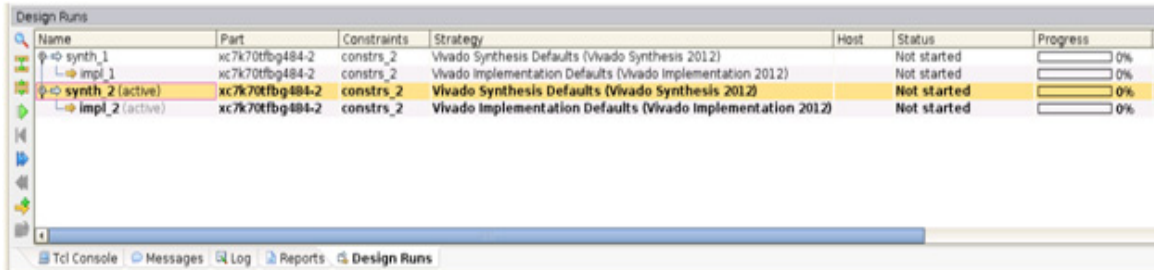 Design Runs
Name Part Constraints Strategy Host Status Progress
synth_1 xc7k70tfbg484-2 constrs_2 Vivado Synthesis Defaults (Vivado Synthesis 2012) Not started 0%
impl_1 xc7k70tfbg484-2 constrs_2 Vivado Implementation Defaults (Vivado Implementation 2012) Not started 0%
synth_2 (active) xc7k70tfbg484-2 constrs_2 Vivado Synthesis Defaults (Vivado Synthesis 2012) Not started 0%
impl_2 (active) xc7k70tfbg484-2 constrs_2 Vivado Implementation Defaults (Vivado Implementation 2012) Not started 0%
Tcl Console Messages Log Reports Design Runs